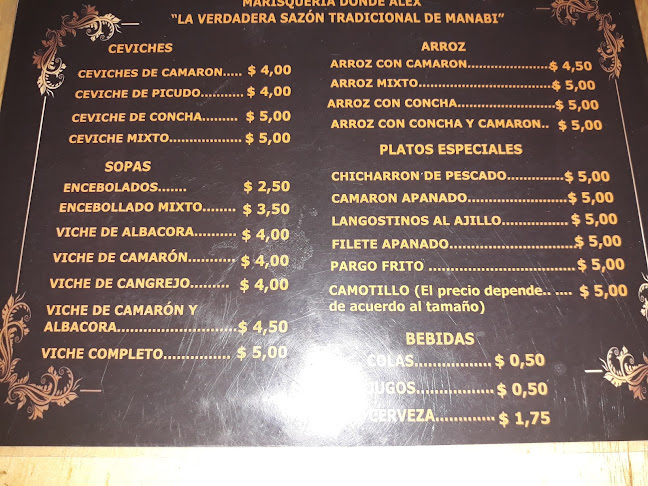 MARISQUERIA DONDE ALEX
“LA VERDADERA SAZÓN TRADICIONAL DE MANABI”
CEVICHES
CEVICHES DE CAMARON..... $ 4,00
CEVICHE DE PICUDO........... $ 4,00
CEVICHE DE CONCHA......... $ 5,00
CEVICHE MIXTO.................. $ 5,00
SOPAS
ENCEBOLADOS....... $ 2,50
ENCEBOLLADO MIXTO........ $ 3,50
VICHE DE ALBACORA.......... $ 4,00
VICHE DE CAMARÓN........... $ 4,00
VICHE DE CANGREJO......... $ 4,00
VICHE DE CAMARÓN Y
ALBACORA.............................$ 4,50
VICHE COMPLETO................ $ 5,00
ARROZ
ARROZ CON CAMARON.....................$ 4,50
ARROZ MIXTO..................................$ 5,00
ARROZ CON CONCHA.........................$ 5,00
ARROZ CON CONCHA Y CAMARON.. $ 5,00
PLATOS ESPECIALES
CHICHARRON DE PESCADO..............$ 5,00
CAMARON APANADO.........................$ 5,00
LANGOSTINOS AL AJILLO................ $ 5,00
FILETE APANADO...............................$ 5,00
PARGO FRITO ...................................$ 5,00
CAMOTILLO (El precio depende.. .... $ 5,00
de acuerdo al tamaño)
BEBIDAS
COLAS.................. $ 0,50
JUGOS.................. $ 0,50
CERVEZA.............. $ 1,75